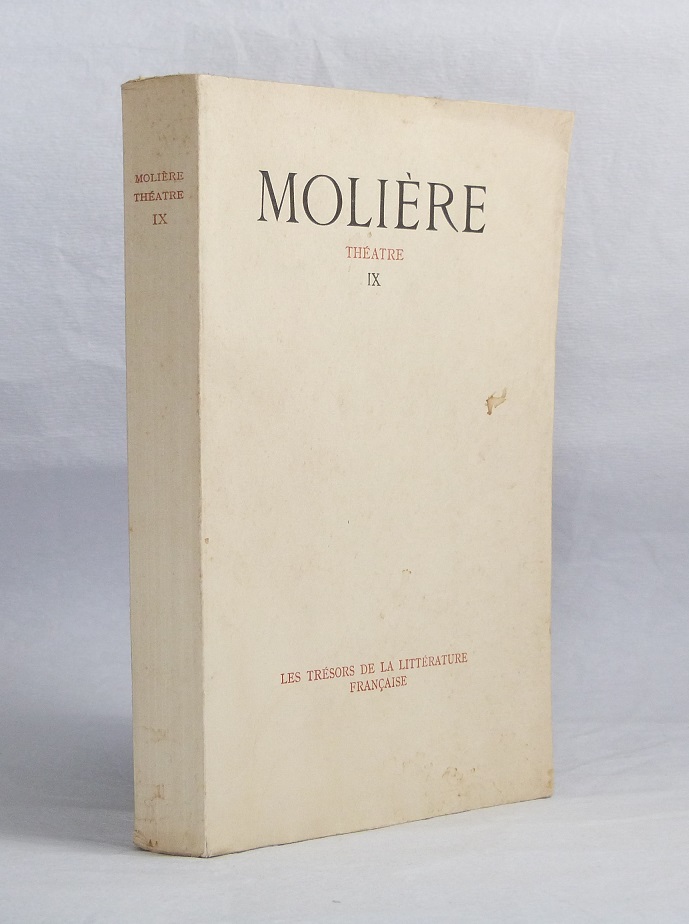 MOLIÈRE
THÉATRE
IX
MOLIÈRE
THÉATRE
IX
LES TRÉSORS DE LA LITTÉRATURE
FRANÇAISE